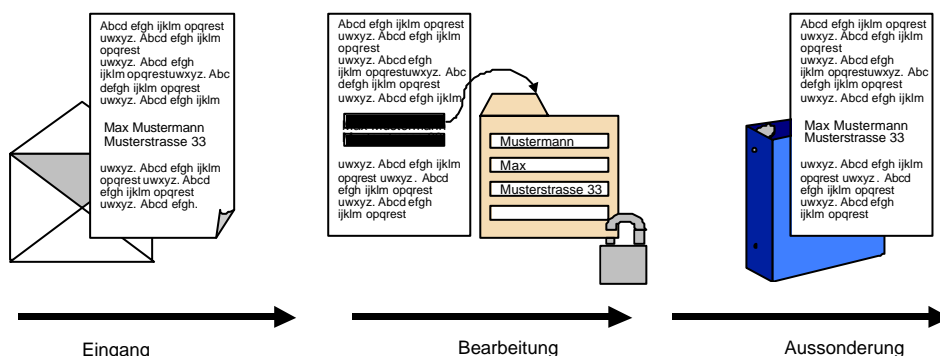 Abcd efgh ijklm opqrest
uwxyz. Abcd efgh ijklm
opqrest
uwxyz. Abcd efgh
ijklm opqrestuwxyz. Abc
defgh ijklm opqrest
uwxyz. Abcd efgh ijklm
Max Mustermann
Musterstrasse 33
uwxyz. Abcd efgh ijklm
opqrest uwxyz. Abcd
efgh ijklm opqrest
uwxyz. Abcd efgh.
Eingang
Abcd efgh ijklm opqrest
uwxyz. Abcd efgh ijklm
opqrest
uwxyz. Abcd efgh
ijklm opqrestuwxyz. Abc
defgh ijklm opqrest
uwxyz. Abcd efgh ijklm
uwxyz. Abcd efgh ijklm
opqrest uwxyz. Abcd
efgh ijklm opqrest
uwxyz. Abcd efgh
ijklm opqrest
Mustermann
Max
Musterstrasse 33
Bearbeitung
Abcd efgh ijklm opqrest
uwxyz. Abcd efgh ijklm
opqrest
uwxyz. Abcd efgh
ijklm opqrestuwxyz. Abc
defgh ijklm opqrest
uwxyz. Abcd efgh ijklm
Max Mustermann
Musterstrasse 33
uwxyz. Abcd efgh ijklm
opqrest uwxyz. Abcd
efgh ijklm opqrest
uwxyz. Abcd efgh
ijklm opqrest
Aussonderung